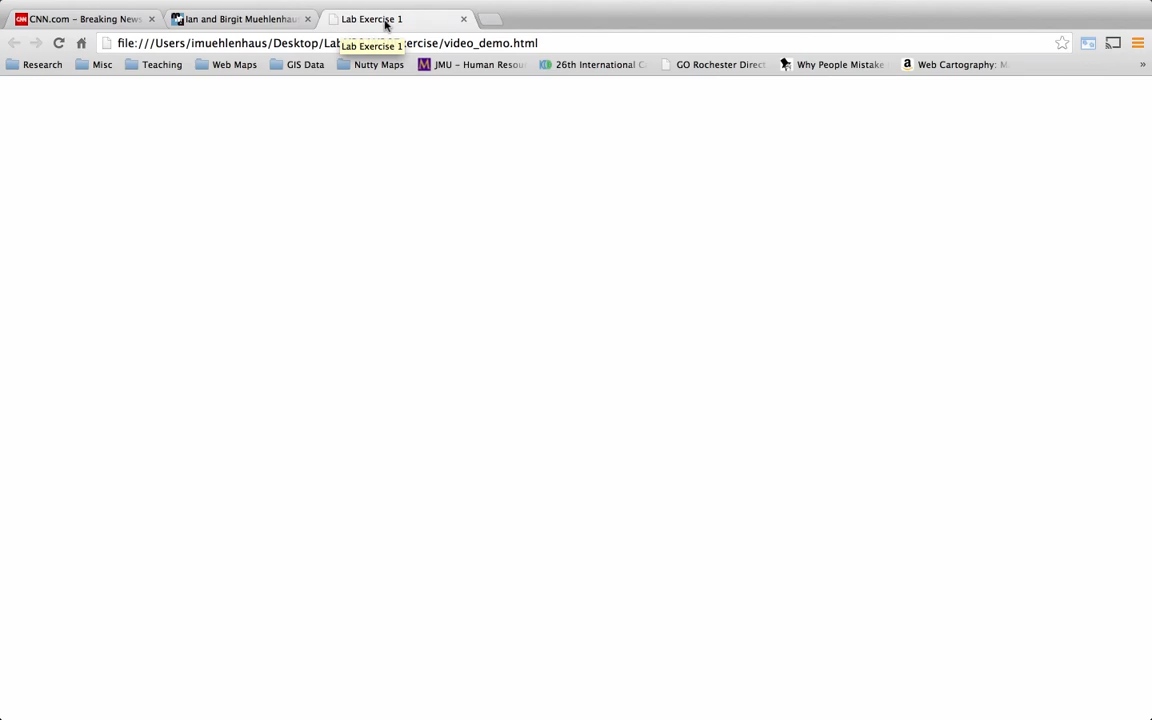 CNN.com – Breaking News
Ian and Birgit Muehlenhaus
Lab Exercise 1
file:///Users/imuehlenhaus/Desktop/Lab ercise/video_demo.html
Lab Exercise 1
Research Misc Teaching Web Maps GIS Data Nutty Maps JMU – Human Resou 26th International C GO Rochester Direct Why People Mistake Web Cartography: M »